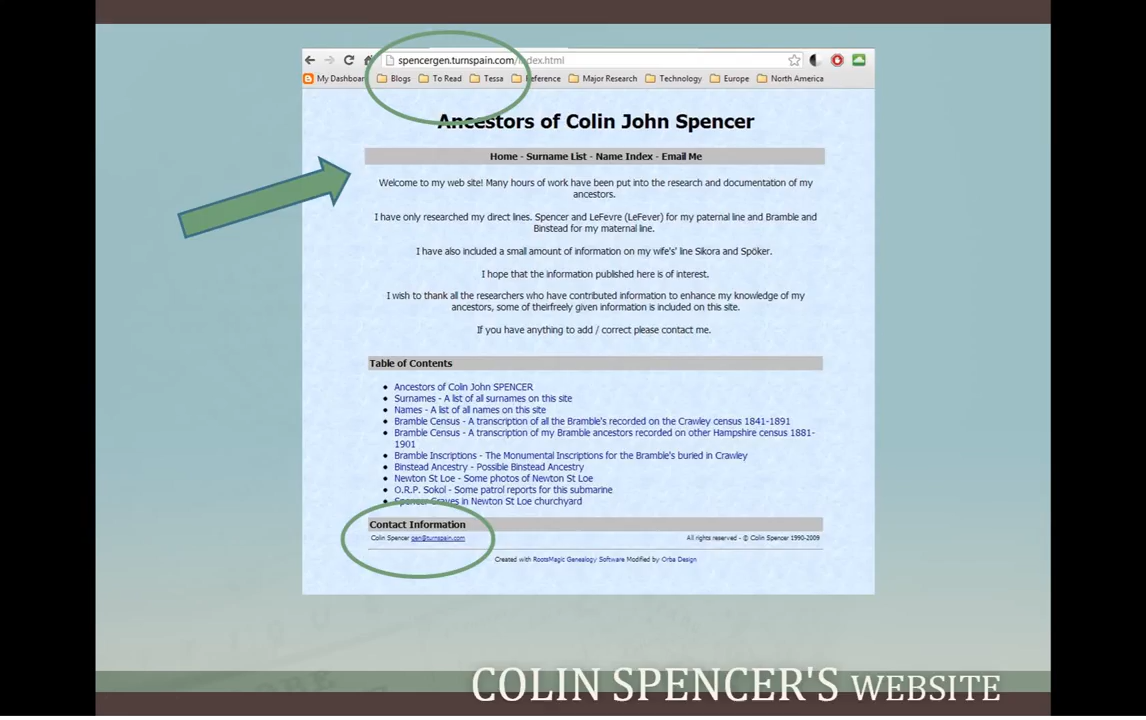 spencergen.turnspain.com/index.html
My Dashboar Blogs To Read Tessa Reference Major Research Technology Europe North America
Ancestors of Colin John Spencer
Home - Surname List - Name Index - Email Me
Welcome to my web site! Many hours of work have been put into the research and documentation of my
ancestors.
I have only researched my direct lines. Spencer and LeFevre (LeFever) for my paternal line and Bramble and
Binstead for my maternal line.
I have also included a small amount of information on my wife's' line Sikora and Spöker.
I hope that the information published here is of interest.
I wish to thank all the researchers who have contributed information to enhance my knowledge of my
ancestors, some of theirfreely given information is included on this site.
If you have anything to add / correct please contact me.
Table of Contents
Ancestors of Colin John SPENCER
Surnames - A list of all surnames on this site
Names - A list of all names on this site
Bramble Census - A transcription of all the Bramble's recorded on the Crawley census 1841-1891
Bramble Census - A transcription of my Bramble ancestors recorded on other Hampshire census 1881-
1901
Bramble Inscriptions - The Monumental Inscriptions for the Bramble's buried in Crawley
Binstead Ancestry - Possible Binstead Ancestry
Newton St Loe - Some photos of Newton St Loe
O.R.P. Sokol - Some patrol reports for this submarine
Spencer Graves in Newton St Loe churchyard
Contact Information
Colin Spencer gen@turnspain.com All rights reserved - © Colin Spencer 1990-2009
Created with RootsMagic Genealogy Software Modified by Orba Design
COLIN SPENCER'S WEBSITE